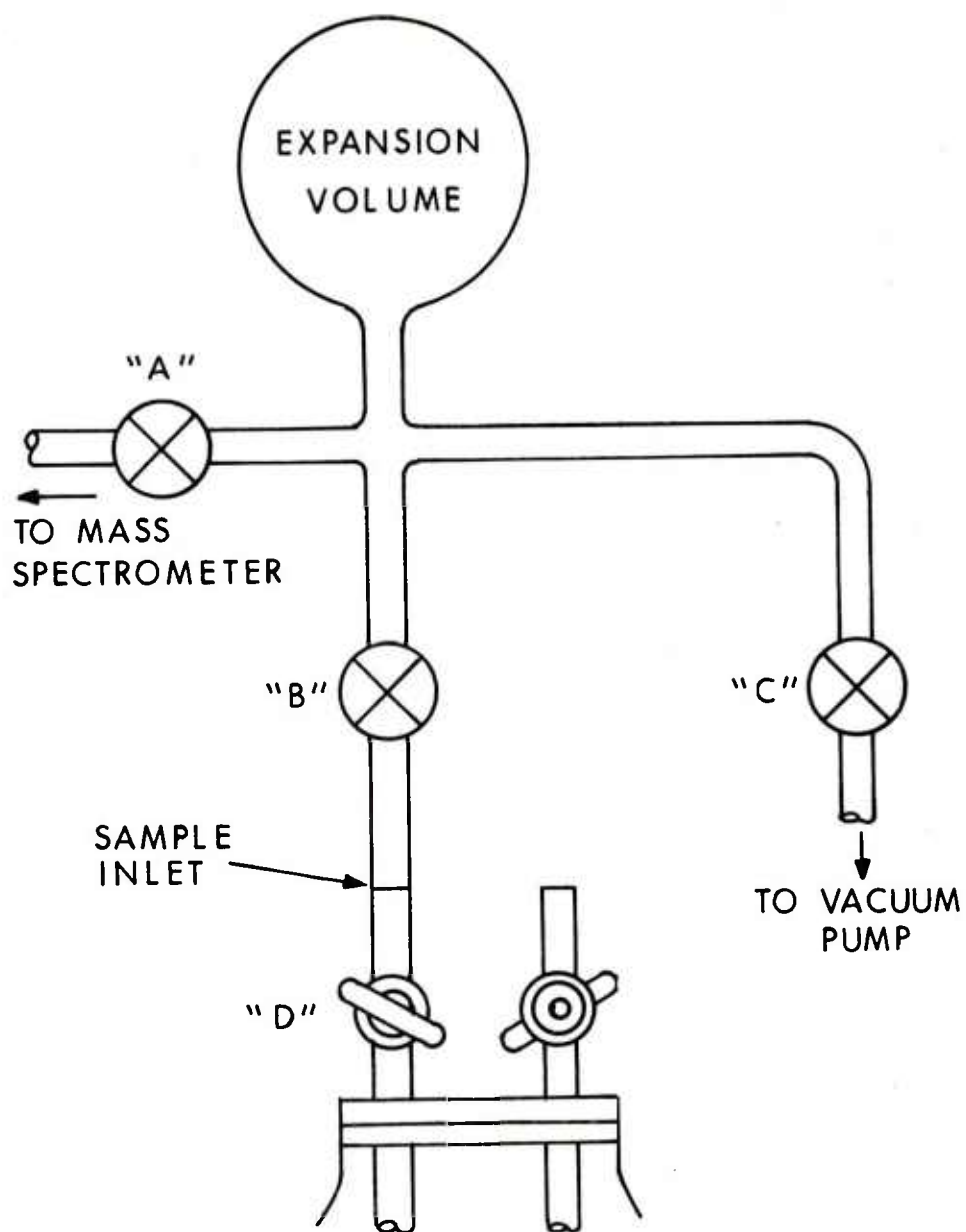 EXPANSION
VOLUME
"A"
TO MASS
SPECTROMETER
"B"
"C"
SAMPLE
INLET
TO VACUUM
PUMP
"D"